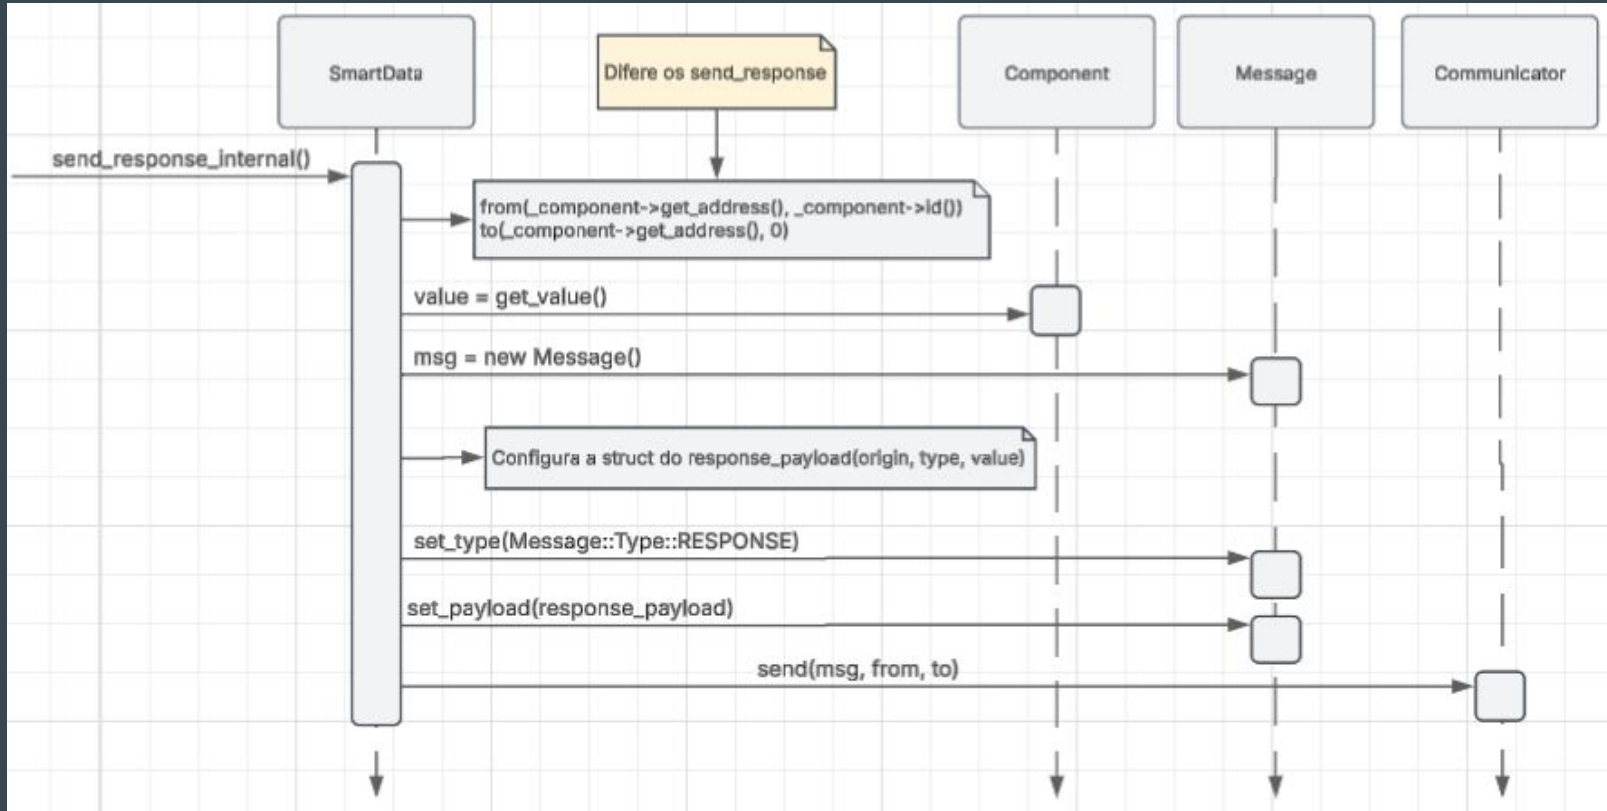 SmartData
Difere os send_response
Component
Message
Communicator
send_response_internal()
from(_component->get_address(), _component->id())
to(_component->get_address(), 0)
value = get_value()
msg = new Message()
Configura a struct do response_payload(origin, type, value)
set_type(Message::Type::RESPONSE)
set_payload(response_payload)
send(msg, from, to)